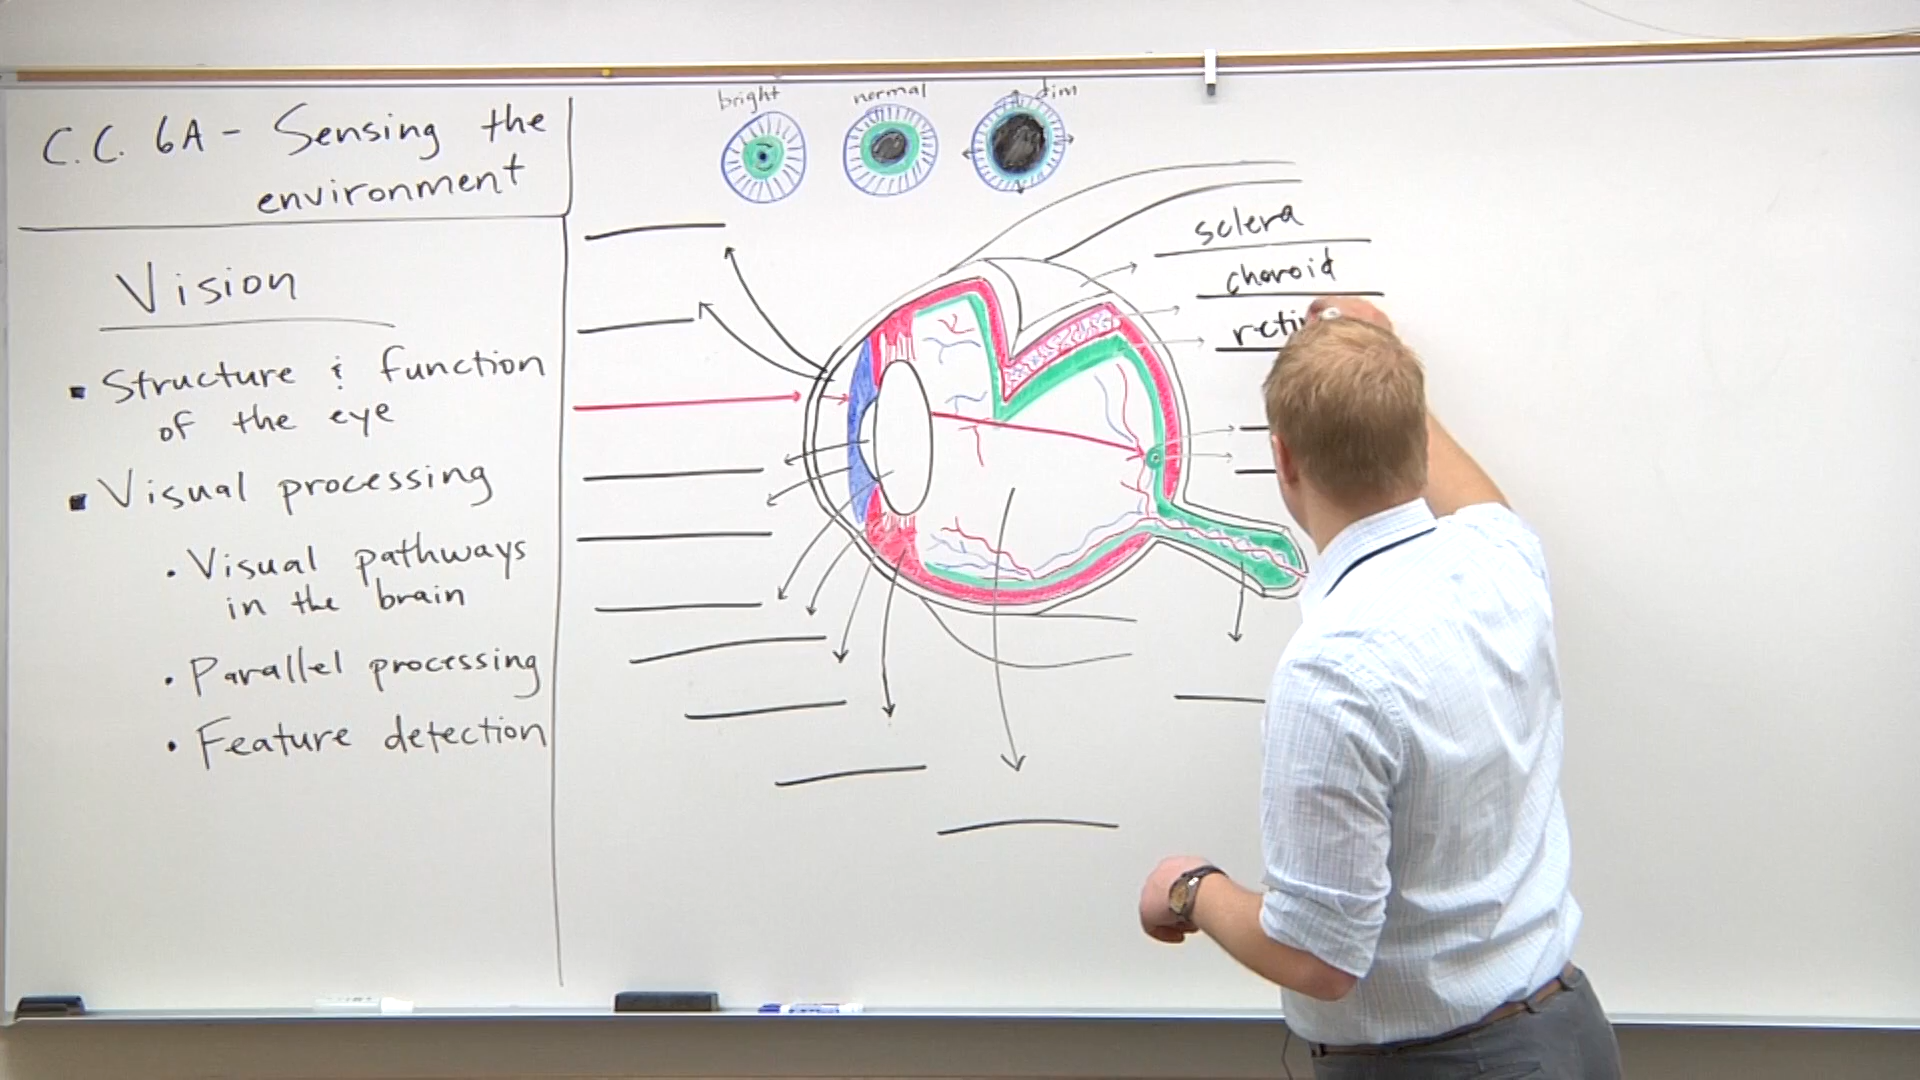 C.C. 6A - Sensing the
environment
Vision
▪ Structure & function
of the eye
▪ Visual processing
• Visual pathways
in the brain
• Parallel processing
• Feature detection
bright normal dim
sclera
choroid
retin